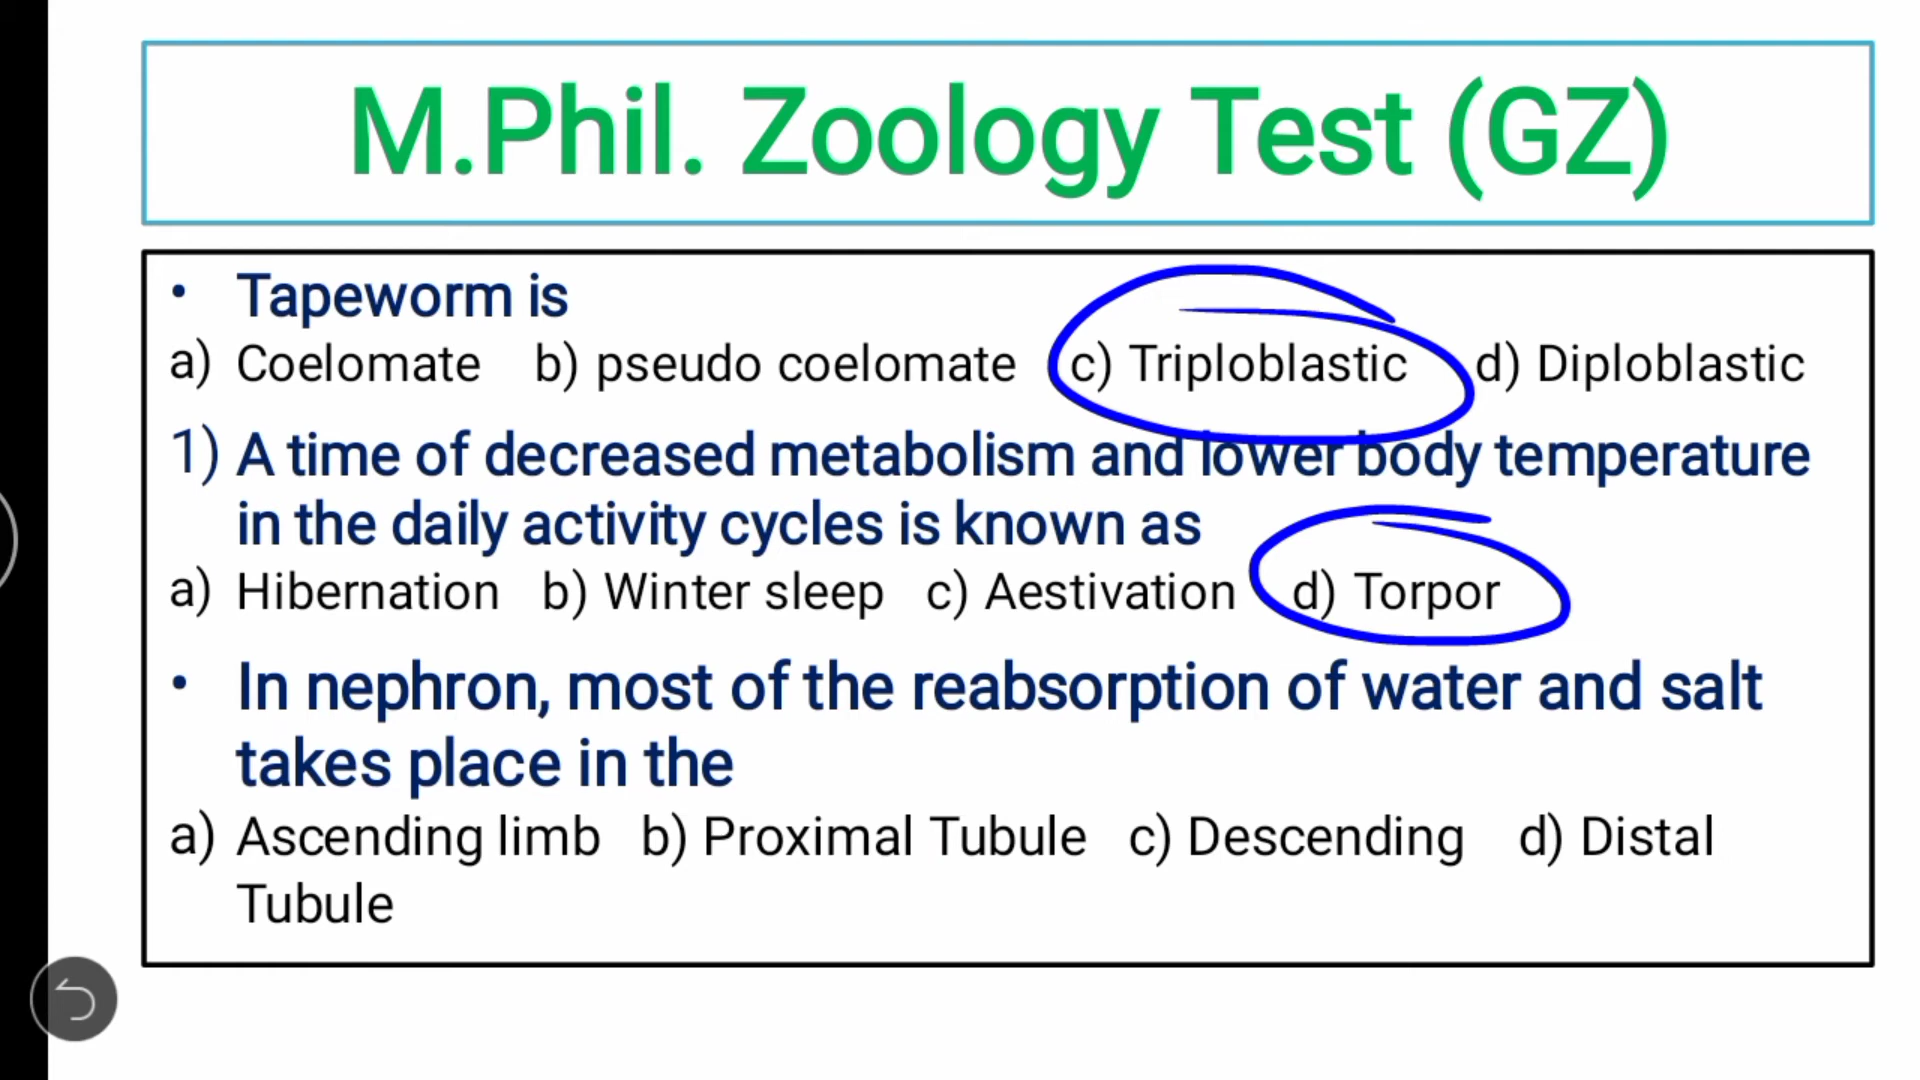 M.Phil. Zoology Test (GZ)
• Tapeworm is
a) Coelomate b) pseudo coelomate c) Triploblastic d) Diploblastic
1) A time of decreased metabolism and lower body temperature
in the daily activity cycles is known as
a) Hibernation b) Winter sleep c) Aestivation d) Torpor
• In nephron, most of the reabsorption of water and salt
takes place in the
a) Ascending limb b) Proximal Tubule c) Descending d) Distal
Tubule